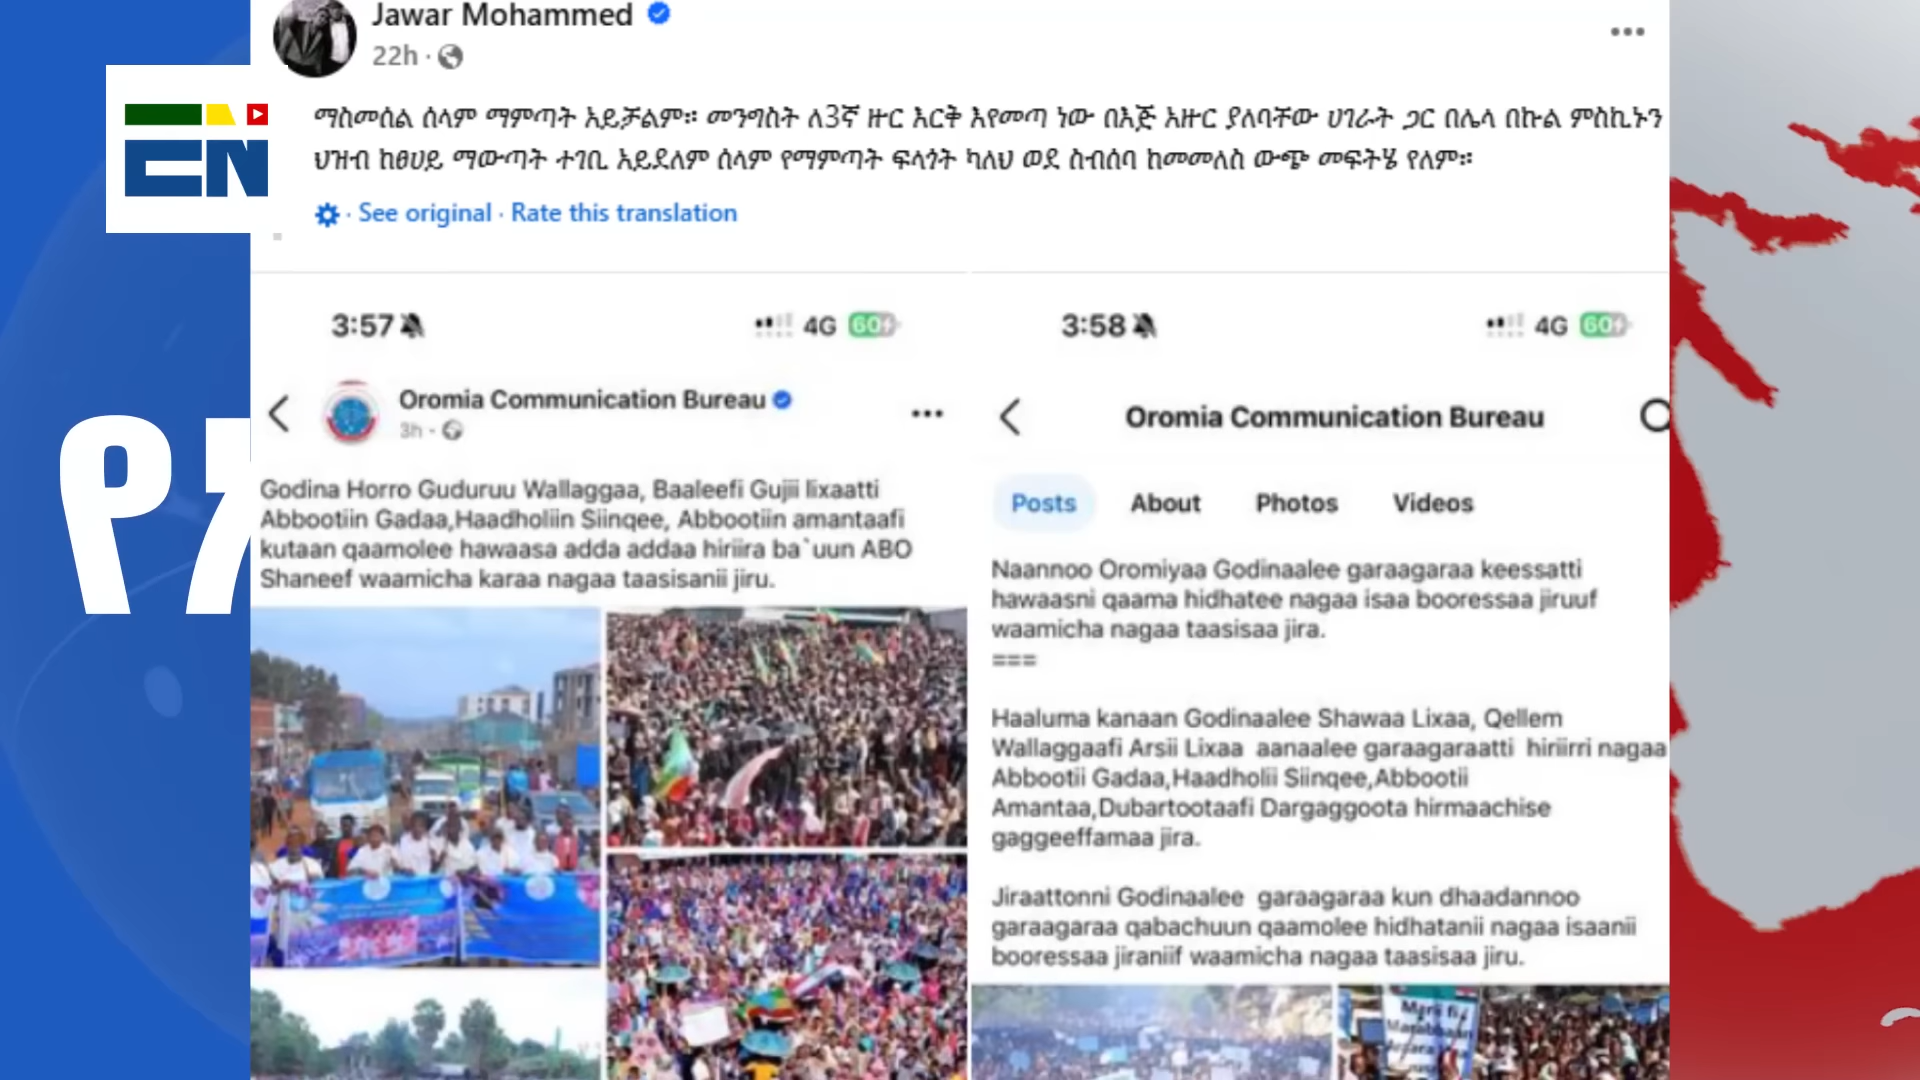 Jawar Mohammed
22h
EN
ማስመሰል ሰላም ማምጣት አይቻልም። መንግስት ለ3ኛ ዙር እርቅ እየመጣ ነው በእጅ አዙር ያለባቸው ሀገራት ጋር በሌላ በኩል ምስኪኑን
ህዝብ ከፀሀይ ማውጣት ተገቢ አይደለም ሰላም የማምጣት ፍላጎት ካለህ ወደ ስብሰባ ከመመለስ ውጭ መፍትሄ የለም።
· See original · Rate this translation
3:57
4G 60
Oromia Communication Bureau
3h
Godina Horro Guduruu Wallaggaa, Baaleefi Gujii lixaatti
Abbootiin Gadaa,Haadholiin Siinqee, Abbootiin amantaafi
kutaan qaamolee hawaasa adda addaa hiriira ba`uun ABO
Shaneef waamicha karaa nagaa taasisanii jiru.
3:58
4G 60
Oromia Communication Bureau
Posts About Photos Videos
Naannoo Oromiyaa Godinaalee garaagaraa keessatti
hawaasni qaama hidhatee nagaa isaa booressaa jiruuf
waamicha nagaa taasisaa jira.
===
Haaluma kanaan Godinaalee Shawaa Lixaa, Qellem
Wallaggaafi Arsii Lixaa aanaalee garaagaraatti hiriirri nagaa
Abbootii Gadaa,Haadholii Siinqee,Abbootii
Amantaa,Dubartootaafi Dargaggoota hirmaachise
gaggeeffamaa jira.
Jiraattonni Godinaalee garaagaraa kun dhaadannoo
garaagaraa qabachuun qaamolee hidhatanii nagaa isaanii
booressaa jiraniif waamicha nagaa taasisaa jiru.
የ